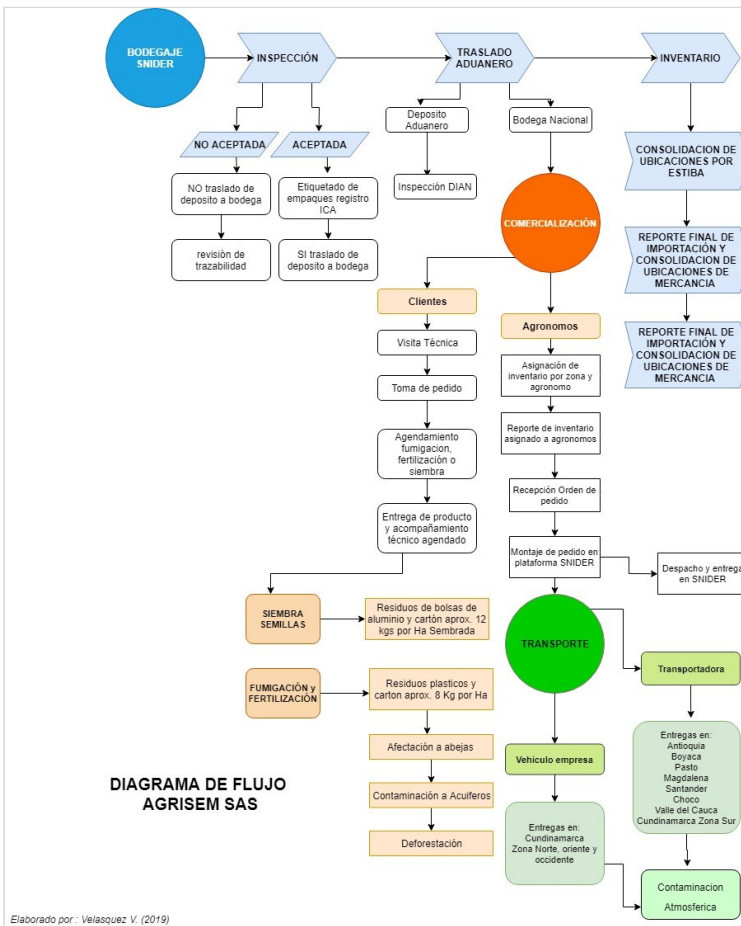 BODEGAJE
SNIDER
INSPECCIÓN
TRASLADO
ADUANERO
INVENTARIO
NO ACEPTADA
ACEPTADA
Deposito
Aduanero
Bodega Nacional
CONSOLIDACION DE
UBICACIONES POR
ESTIBA
NO traslado de
deposito a bodega
Etiquetado de
empaques registro
ICA
Inspección DIAN
COMERCIALIZACIÓN
revisiòn de
trazabilidad
SI traslado de
deposito a bodega
REPORTE FINAL DE
IMPORTACIÓN Y
CONSOLIDACION DE
UBICACIONES DE
MERCANCIA
Clientes
Agronomos
REPORTE FINAL DE
IMPORTACIÓN Y
CONSOLIDACION DE
UBICACIONES DE
MERCANCIA
Visita Técnica
Asignación de
inventario por zona y
agronomo
Toma de pedido
Reporte de inventario
asignado a agronomos
Agendamiento
fumigacion,
fertilización o
siembra
Recepción Orden de
pedido
Entrega de producto
y acompañamiento
técnico agendado
Montaje de pedido en
plataforma SNIDER
Despacho y entrega
en SNIDER
SIEMBRA
SEMILLAS
Residuos de bolsas de
aluminio y cartón aprox. 12
kgs por Ha Sembrada
TRANSPORTE
Transportadora
FUMIGACIÓN y
FERTILIZACIÓN
Residuos plasticos y
carton aprox. 8 Kg por Ha
Afectación a abejas
Vehiculo empresa
Entregas en:
Antioquia
Boyaca
Pasto
Magdalena
Santander
Choco
Valle del Cauca
Cundinamarca Zona Sur
DIAGRAMA DE FLUJO
AGRISEM SAS
Contaminación a Acuiferos
Deforestación
Entregas en:
Cundinamarca
Zona Norte, oriente y
occidente
Contaminacion
Atmosferica
Elaborado por : Velasquez V. (2019)